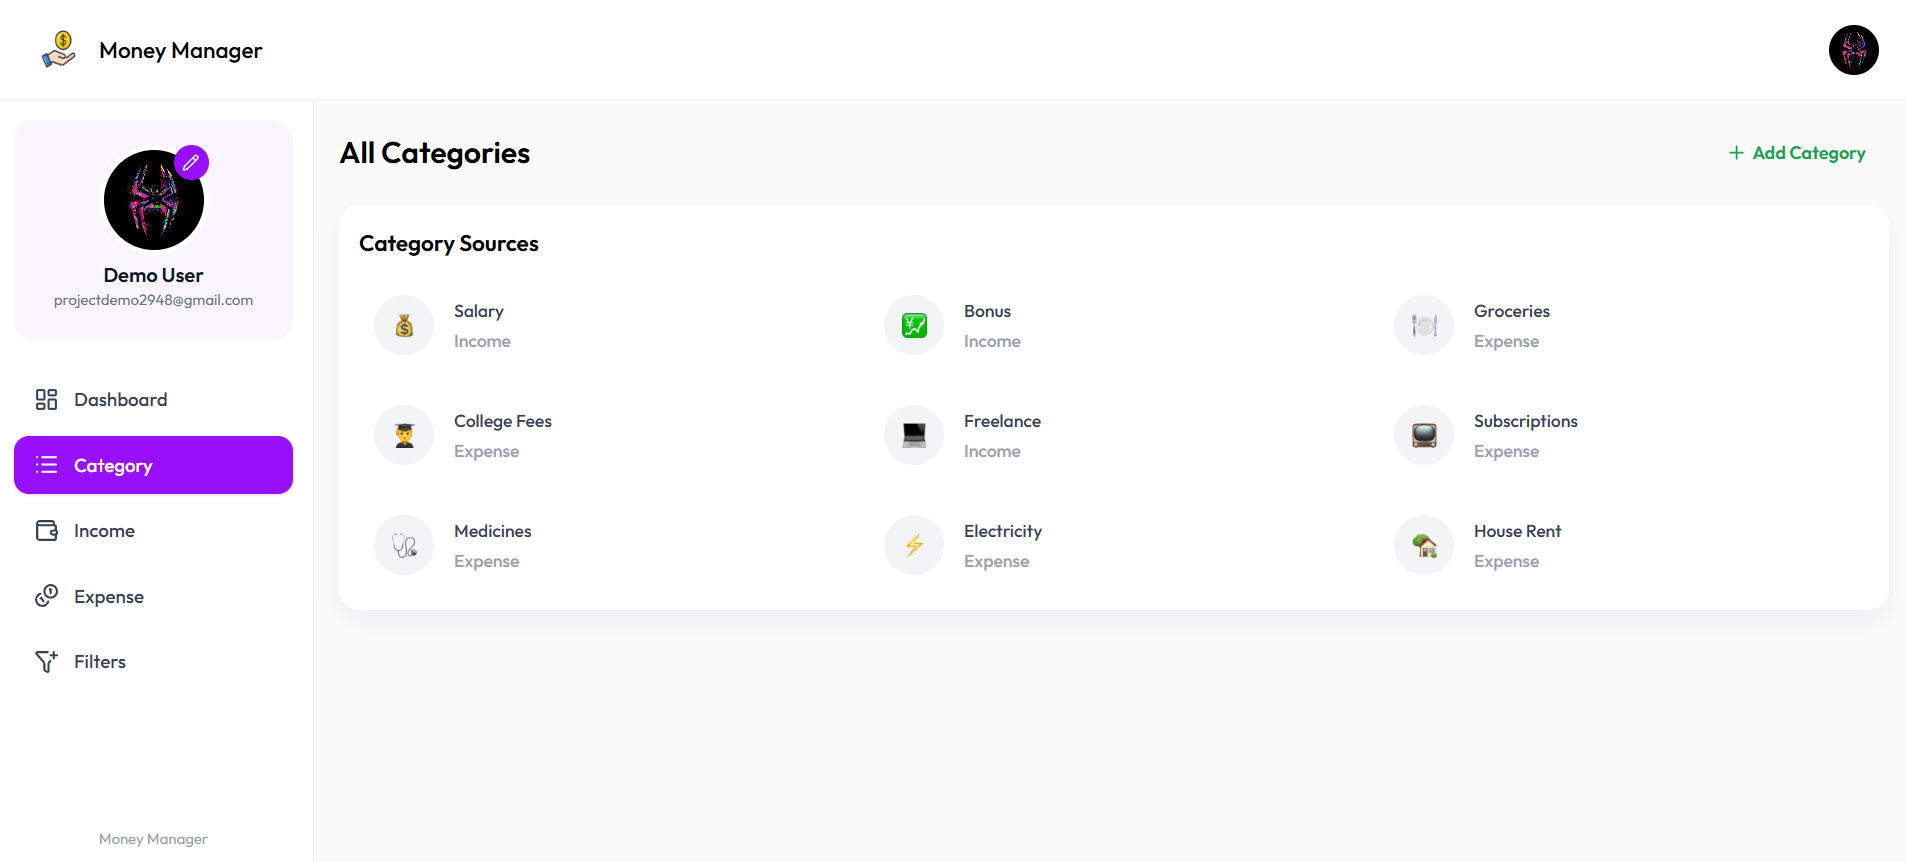 Money Manager
Demo User
projectdemo2948@gmail.com
Dashboard
Category
Income
Expense
Filters
Money Manager
All Categories
Add Category
Category Sources
Salary
Income
Bonus
Income
Groceries
Expense
College Fees
Expense
Freelance
Income
Subscriptions
Expense
Medicines
Expense
Electricity
Expense
House Rent
Expense